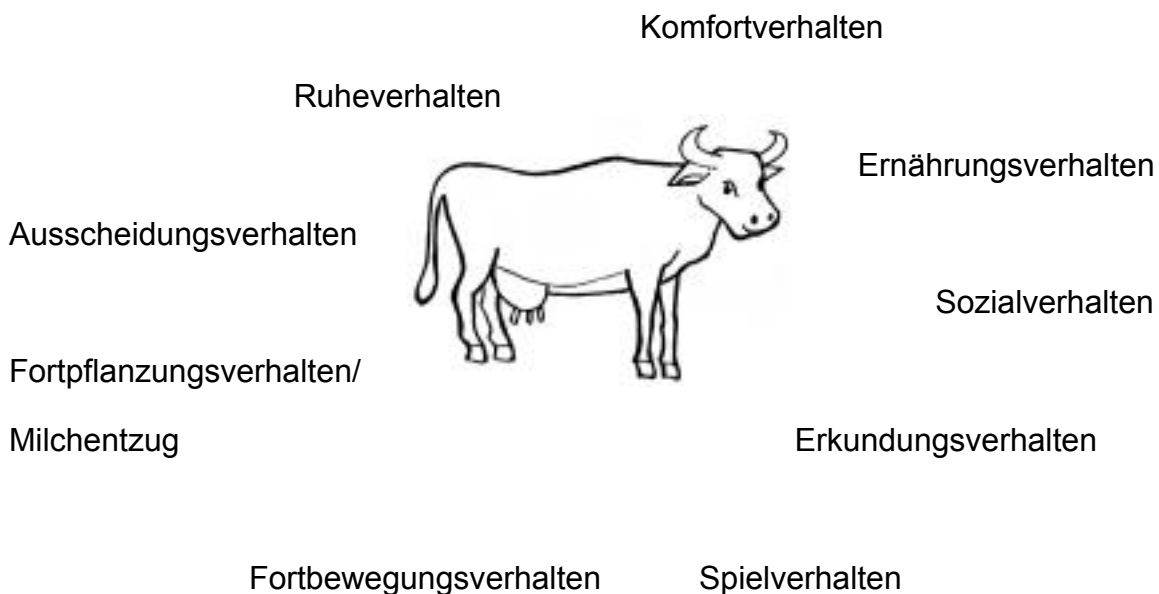 Komfortverhalten
Ruheverhalten
Ernährungsverhalten
Ausscheidungsverhalten
Sozialverhalten
Fortpflanzungsverhalten/
Milchentzug
Erkundungsverhalten
Fortbewegungsverhalten
Spielverhalten